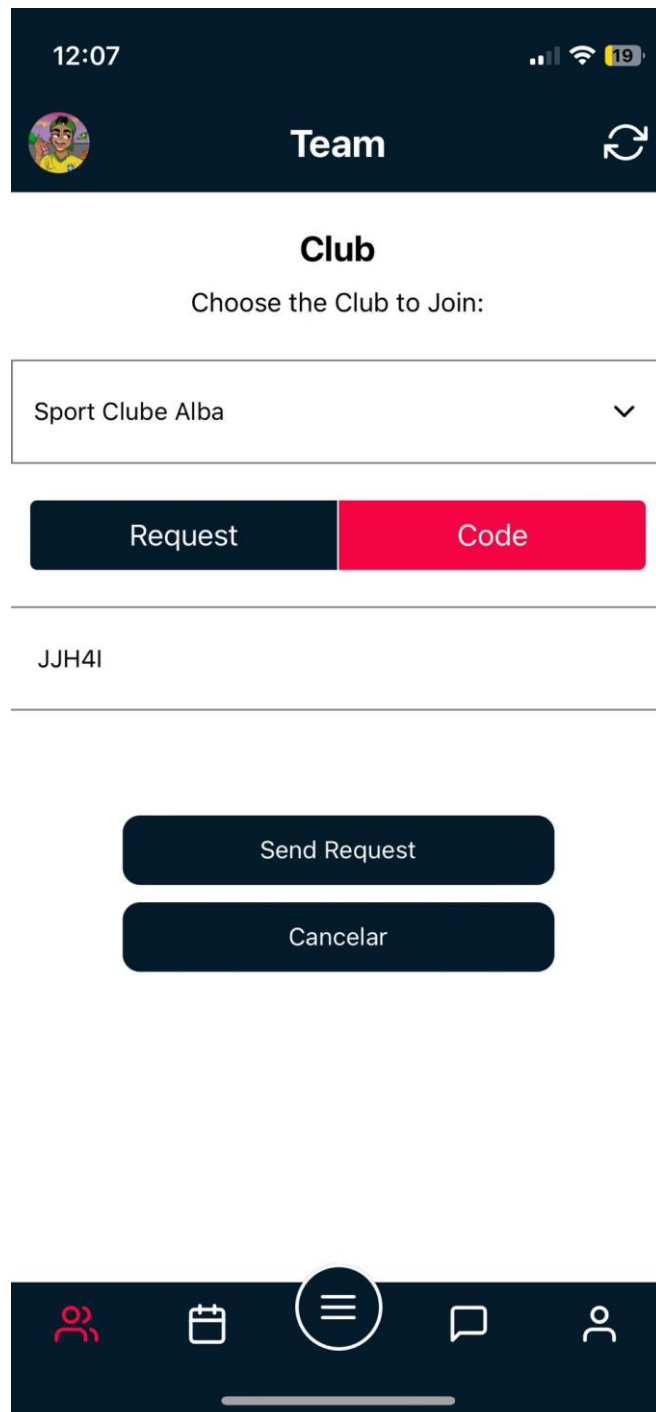 12:07
19
Team
Club
Choose the Club to Join:
Sport Clube Alba
Request Code
JJH4I
Send Request
Cancelar